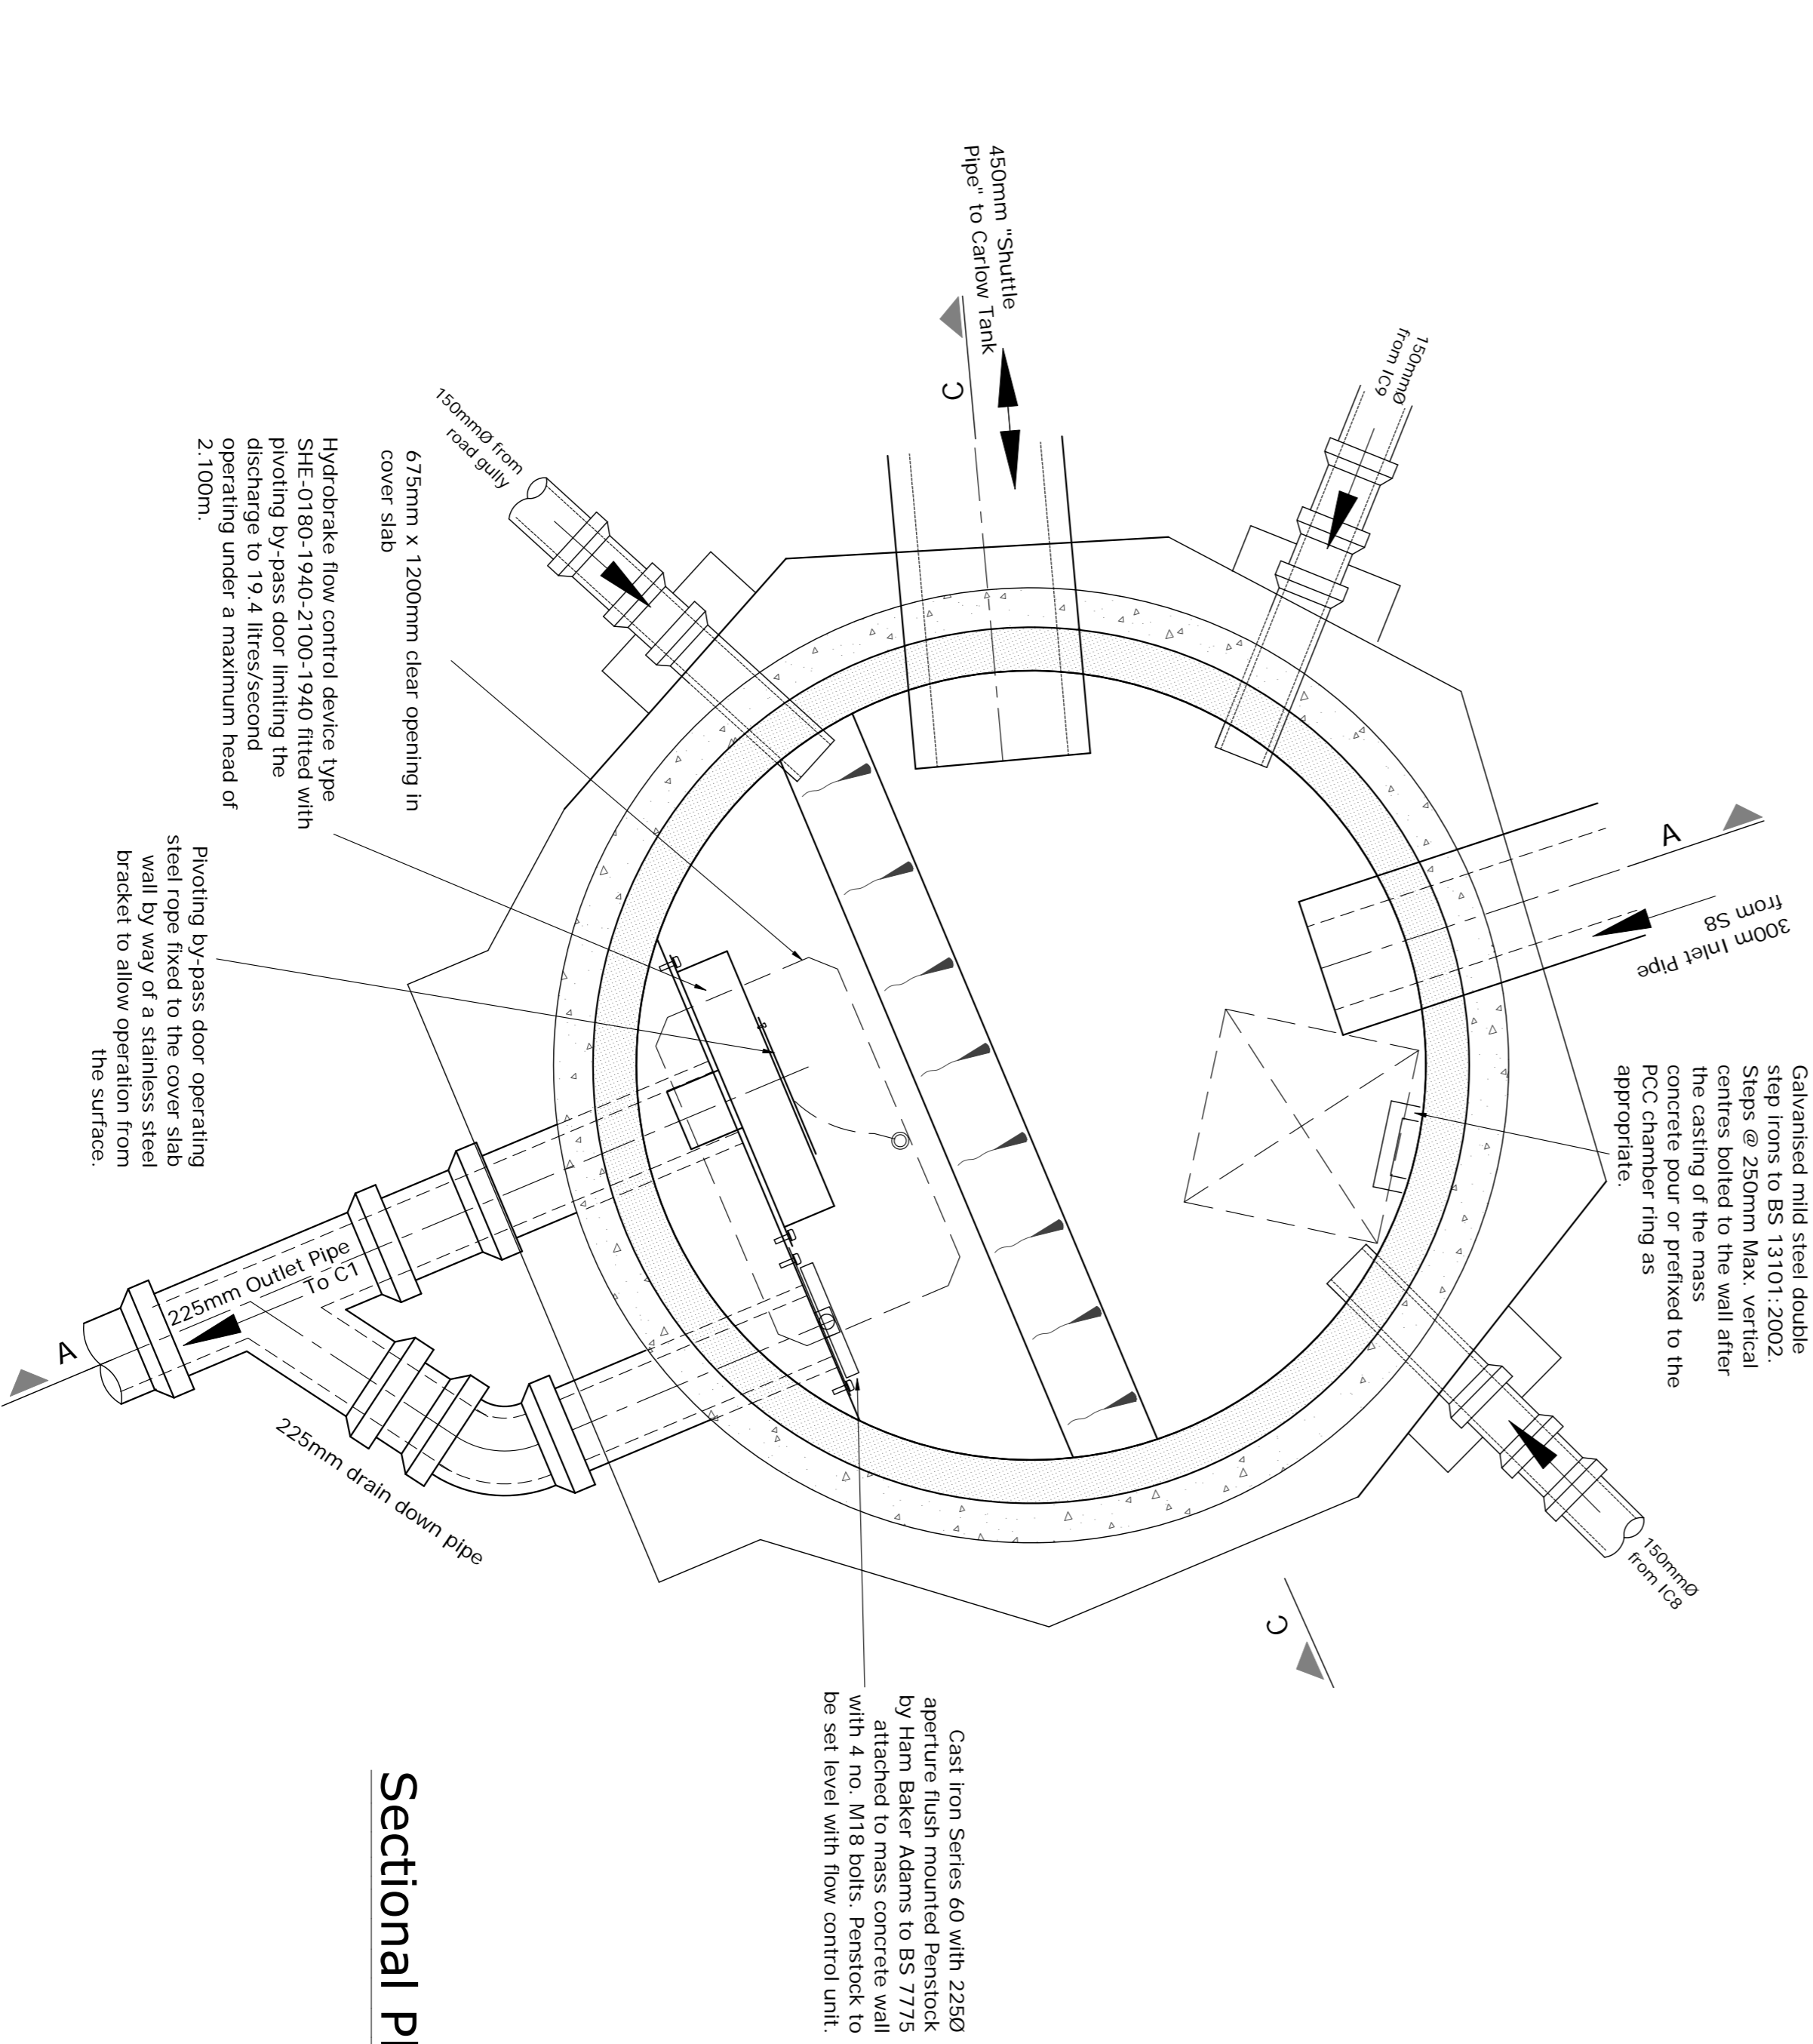 Galvanised mild steel double
step irons to BS 13101:2002.
Steps @ 250mm Max. vertical
centres bolted to the wall after
the casting of the mass
concrete pour or prefixed to the
PCC chamber ring as
appropriate.
300m Inlet Pipe
from S8
A
150mmØ
from IC9
450mm "Shuttle
Pipe" to Carlow Tank
C
150mmØ from
road gully
675mm x 1200mm clear opening in
cover slab
Hydrobrake flow control device type
SHE-0180-1940-2100-1940 fitted with
pivoting by-pass door limiting the
discharge to 19.4 litres/second
operating under a maximum head of
2.100m.
Pivoting by-pass door operating
steel rope fixed to the cover slab
wall by way of a stainless steel
bracket to allow operation from
the surface.
225mm Outlet Pipe
To C1
A
225mm drain down pipe
150mmØ
from IC8
C
Cast iron Series 60 with 225Ø
aperture flush mounted Penstock
by Ham Baker Adams to BS 7775
attached to mass concrete wall
with 4 no. M18 bolts. Penstock to
be set level with flow control unit.
Sectional